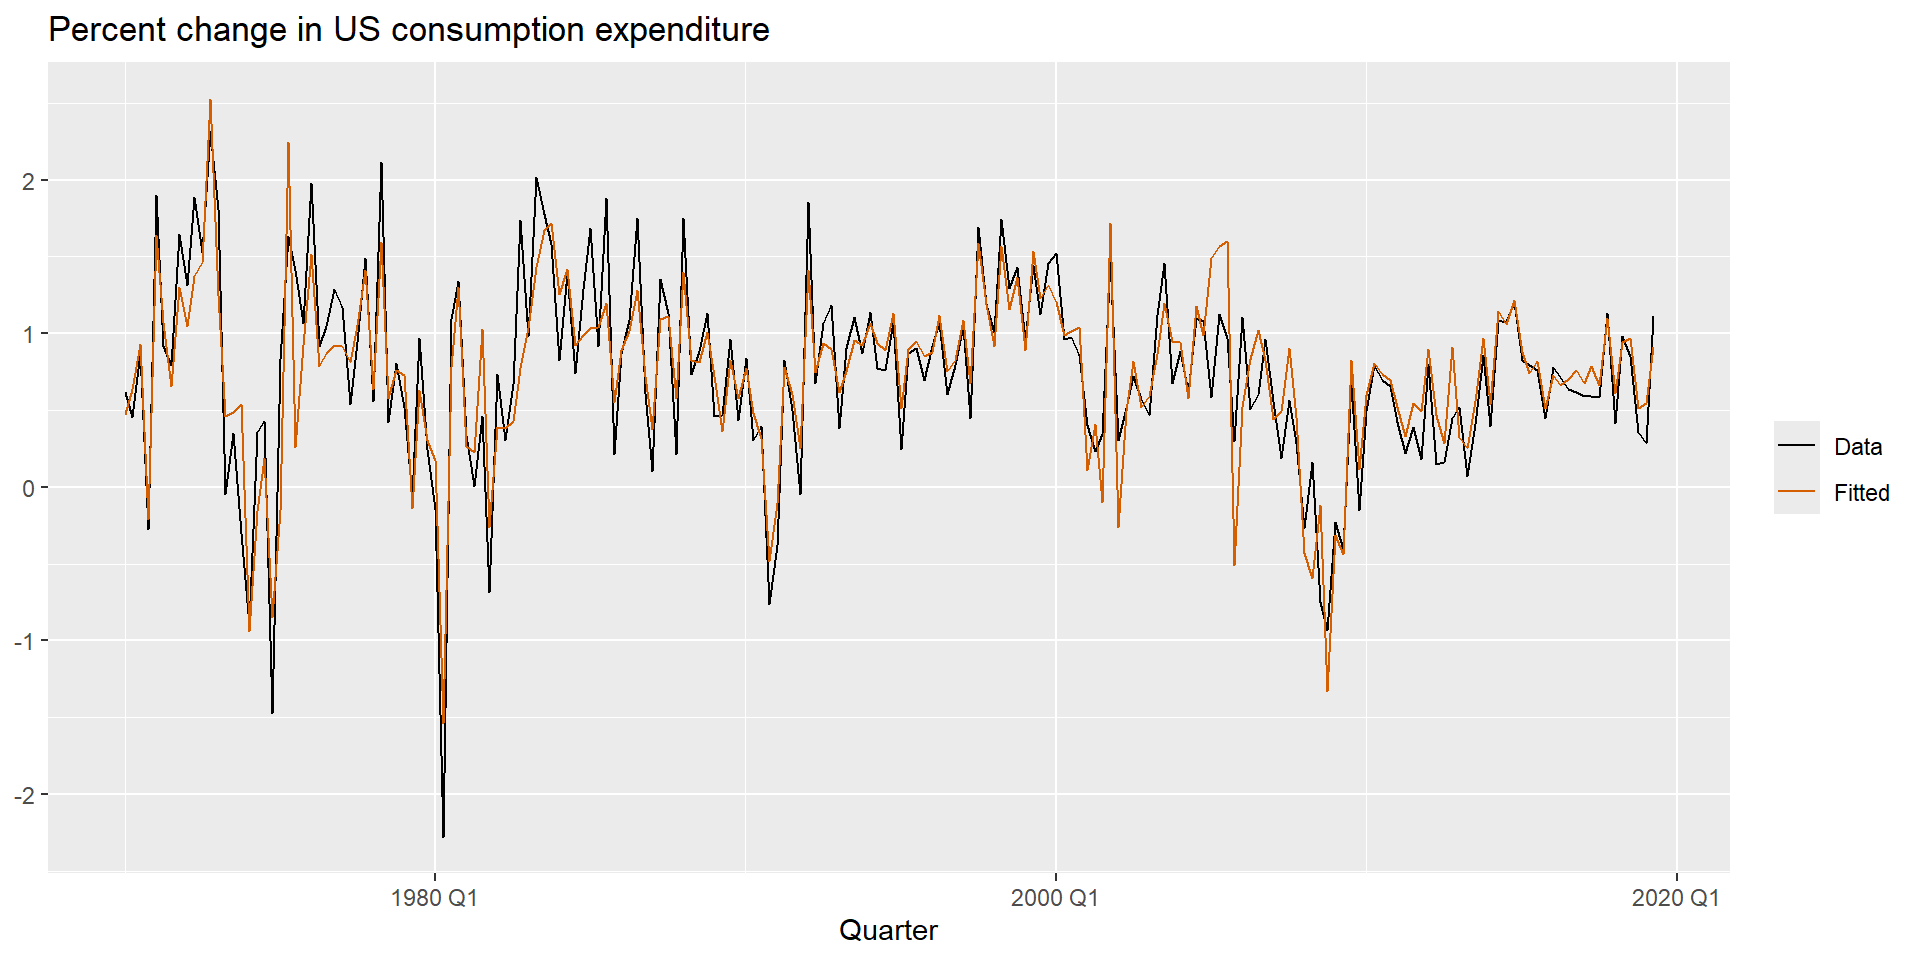 Percent change in US consumption expenditure
2
1
0
-1
-2
1980 Q1
2000 Q1
2020 Q1
Quarter
Data
Fitted